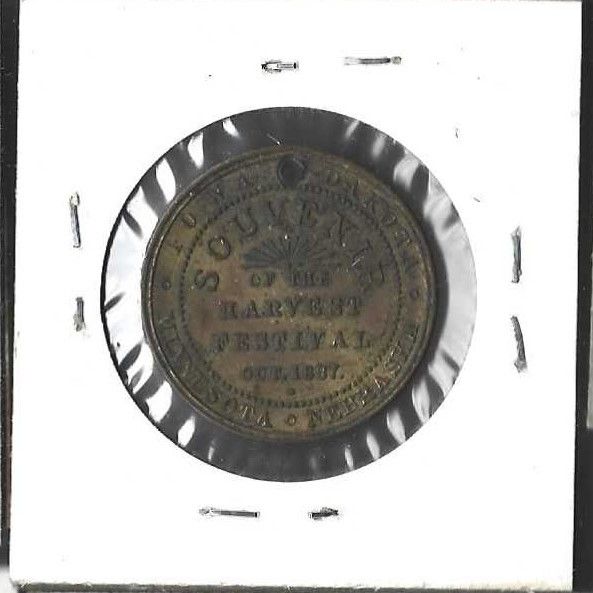 IOWA • DAKOTA • NEBRASKA • MINNESOTA •
SOUVENIR
OF THE
HARVEST
FESTIVAL
OCT. 1887.